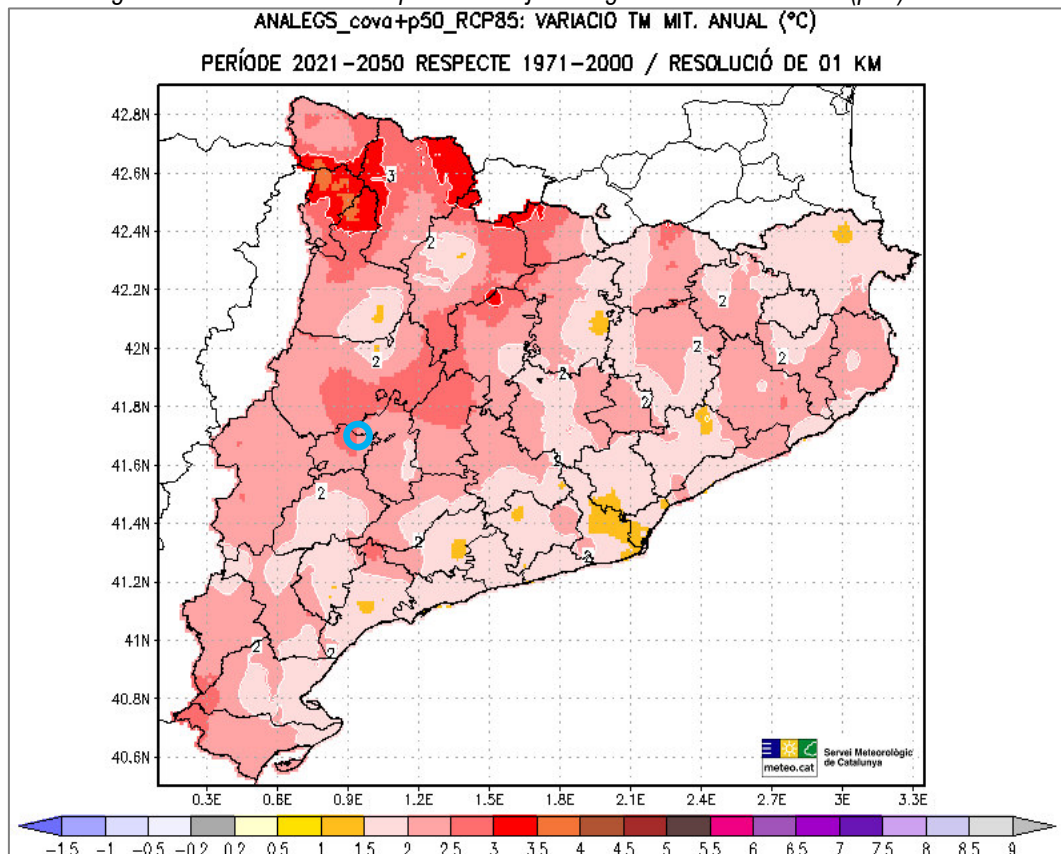 ANALEGS_cova+p50_RCP85: VARIACIO TM MIT. ANUAL (ºC)
PERÍODE 2021-2050 RESPECTE 1971-2000 / RESOLUCIÓ DE 01 KM
42.8N
42.6N
3
42.4N
2
42.2N
2
42N
2
2
2
2
41.8N
2
2
41.6N
2
2
41.4N
2
2
41.2N
41N
2
2
40.8N
40.6N
meteo.cat
Servei Meteorològic
de Catalunya
0.3E 0.6E 0.9E 1.2E 1.5E 1.8E 2.1E 2.4E 2.7E 3E 3.3E
-1.5 -1 -0.5 -0.2 0.2 0.5 1 1.5 2 2.5 3 3.5 4 4.5 5 5.5 6 6.5 7 7.5 8 8.5 9